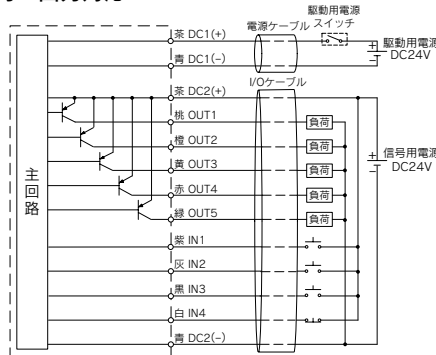 駆動用電源
スイッチ
電源ケーブル
茶 DC1(+)
駆動用電源
DC24V
+
−
青 DC1(−)
I/Oケーブル
茶 DC2(+)
桃 OUT1
負荷
橙 OUT2
負荷
黄 OUT3
負荷
信号用電源
DC24V
+
−
赤 OUT4
負荷
緑 OUT5
負荷
主回路
紫 IN1
灰 IN2
黒 IN3
白 IN4
青 DC2(−)